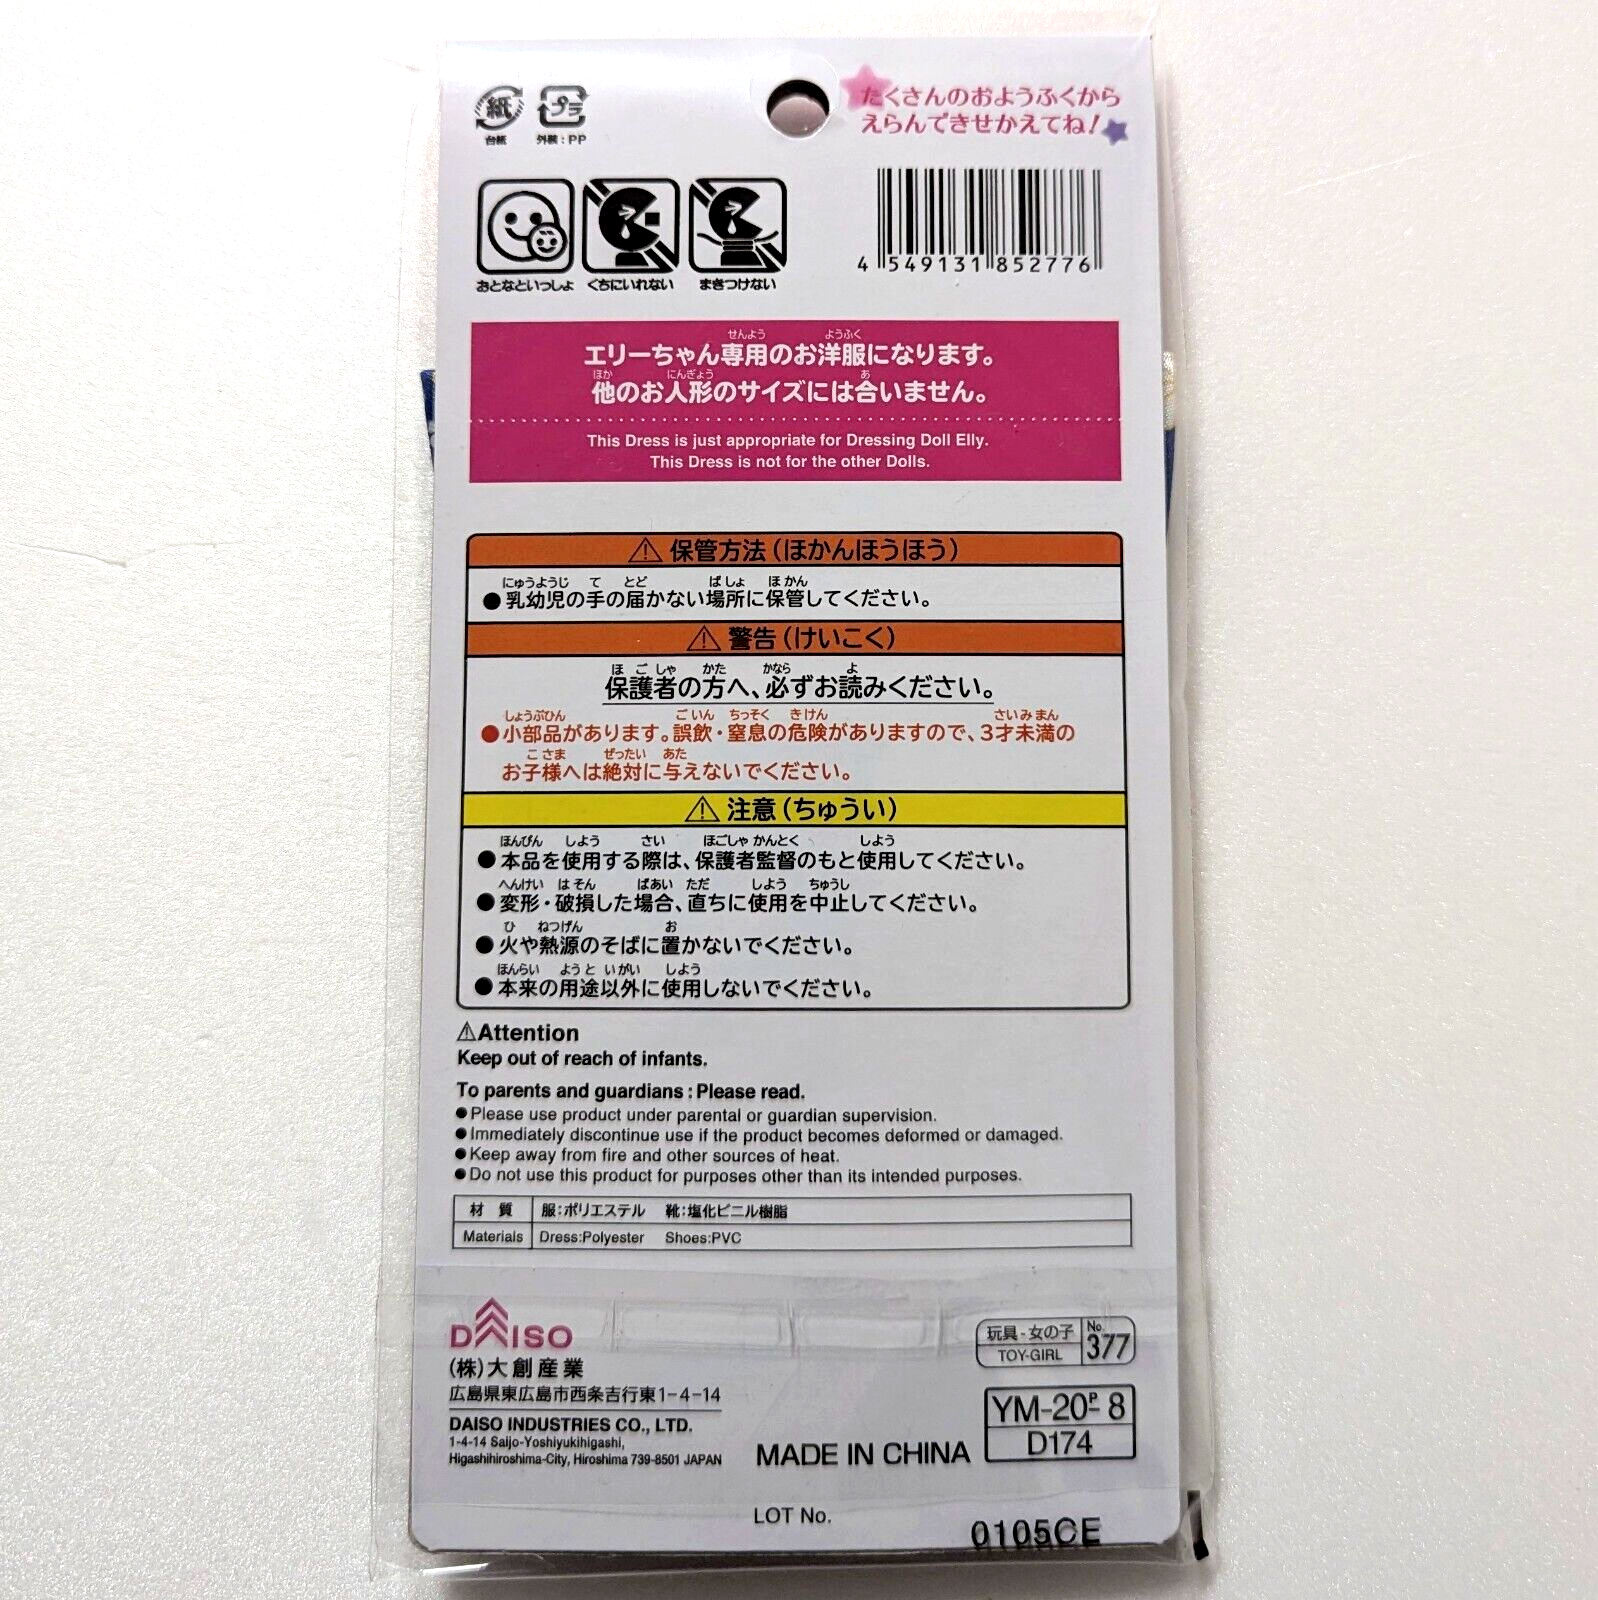 紙
台紙
プラ
外装：PP
たくさんのおようふくから
えらんできせかえてね！
おとなといっしょ
くちにいれない
まきつけない
4 549131 852776
せんよう ようふく
エリーちゃん専用のお洋服になります。
ほか にんぎょう あ
他のお人形のサイズには合いません。
This Dress is just appropriate for Dressing Doll Elly.
This Dress is not for the other Dolls.
⚠ 保管方法（ほかんほうほう）
にゅうようじ て とど ばしょ ほかん
●乳幼児の手の届かない場所に保管してください。
⚠ 警告（けいこく）
ほごしゃ かた かなら よ
保護者の方へ、必ずお読みください。
しょうぶひん ごいん ちっそく きけん さいみまん
●小部品があります。誤飲・窒息の危険がありますので、3才未満の
こさま ぜったい あた
お子様へは絶対に与えないでください。
⚠ 注意（ちゅうい）
ほんぴん しよう さい ほごしゃかんとく しよう
●本品を使用する際は、保護者監督のもと使用してください。
へんけい はそん ばあい ただ しよう ちゅうし
●変形・破損した場合、直ちに使用を中止してください。
ひ ねつげん お
●火や熱源のそばに置かないでください。
ほんらい ようと いがい しよう
●本来の用途以外に使用しないでください。
⚠Attention
Keep out of reach of infants.
To parents and guardians : Please read.
●Please use product under parental or guardian supervision.
●Immediately discontinue use if the product becomes deformed or damaged.
●Keep away from fire and other sources of heat.
●Do not use this product for purposes other than its intended purposes.
材 質 服：ポリエステル 靴：塩化ビニル樹脂
Materials Dress:Polyester Shoes:PVC
DAISO
(株)大創産業
広島県東広島市西条吉行東1-4-14
DAISO INDUSTRIES CO., LTD.
1-4-14 Saijo-Yoshiyukihigashi,
Higashihiroshima-City, Hiroshima 739-8501 JAPAN
MADE IN CHINA
玩具-女の子
TOY-GIRL
No.
377
YM-20P-8
D174
LOT No.
0105CE